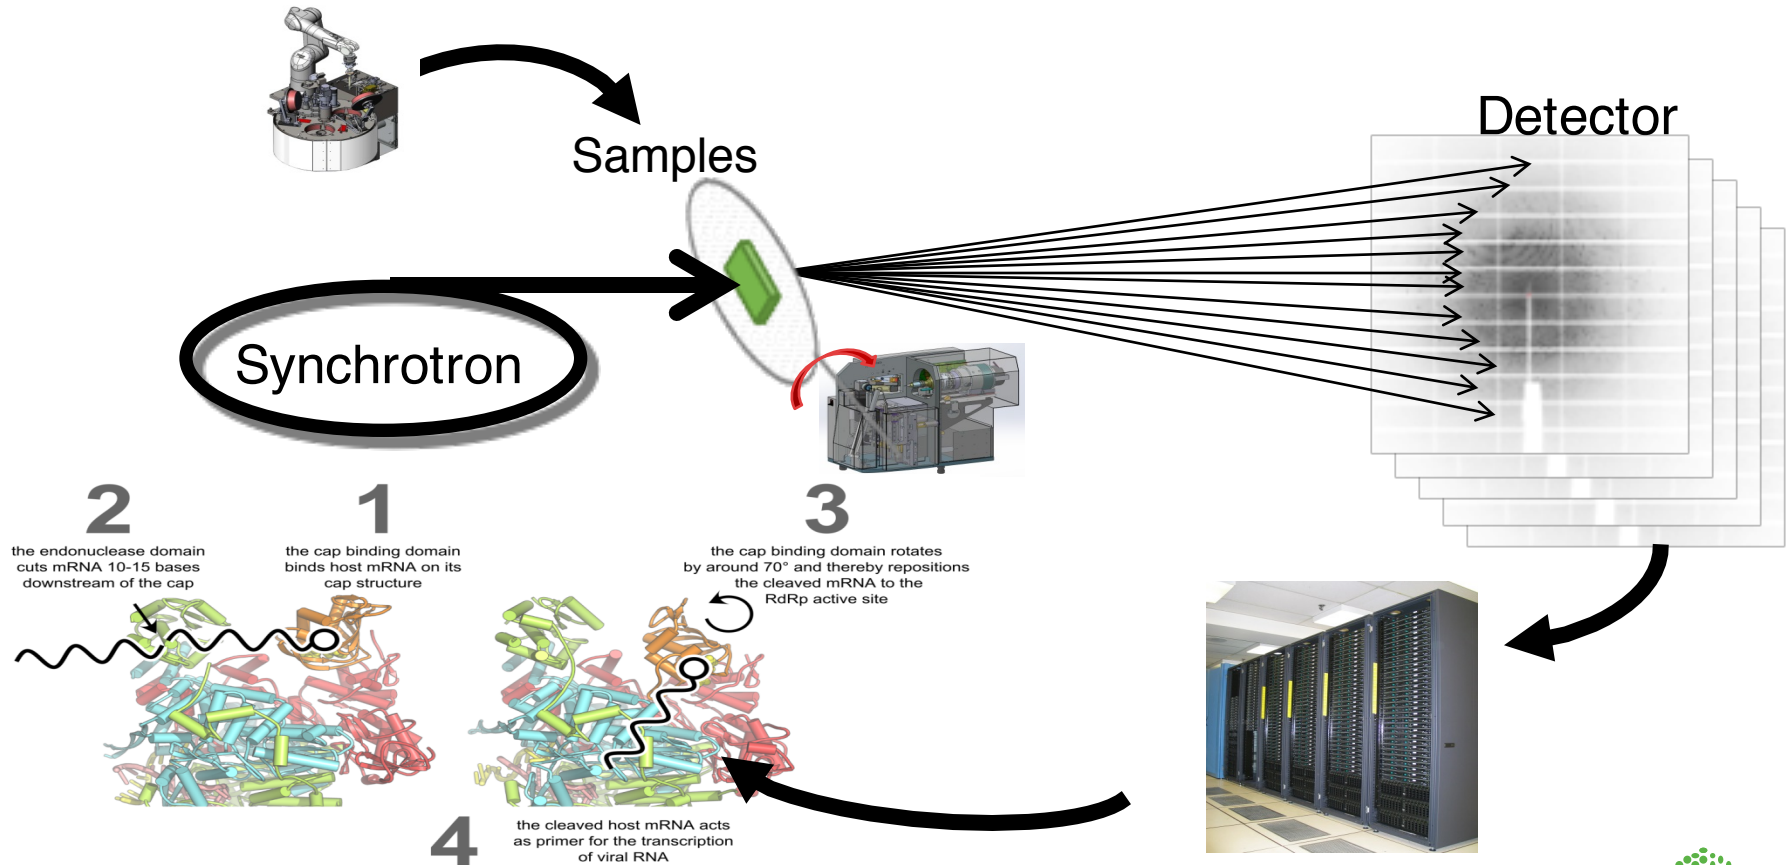 Detector
Samples
Synchrotron
2
the endonuclease domain
cuts mRNA 10-15 bases
downstream of the cap
1
the cap binding domain
binds host mRNA on its
cap structure
3
the cap binding domain rotates
by around 70° and thereby repositions
the cleaved mRNA to the
RdRp active site
4
the cleaved host mRNA acts
as primer for the transcription
of viral RNA